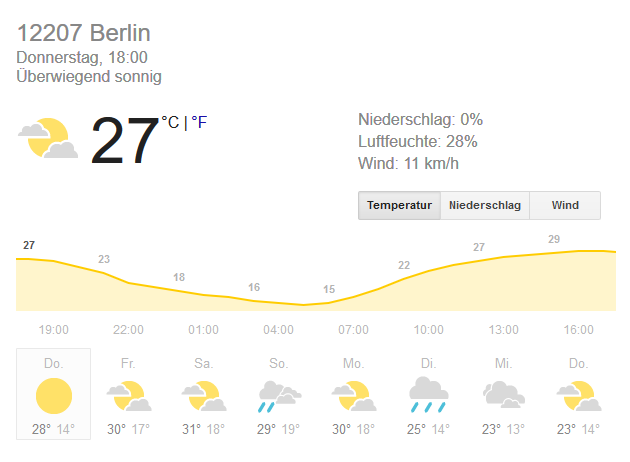 12207 Berlin
Donnerstag, 18:00
Überwiegend sonnig
27 °C | °F
Niederschlag: 0%
Luftfeuchte: 28%
Wind: 11 km/h
Temperatur Niederschlag Wind
27 23 18 16 15 22 27 29
19:00 22:00 01:00 04:00 07:00 10:00 13:00 16:00
Do. Fr. Sa. So. Mo. Di. Mi. Do.
28° 14° 30° 17° 31° 18° 29° 19° 30° 18° 25° 14° 23° 13° 23° 14°